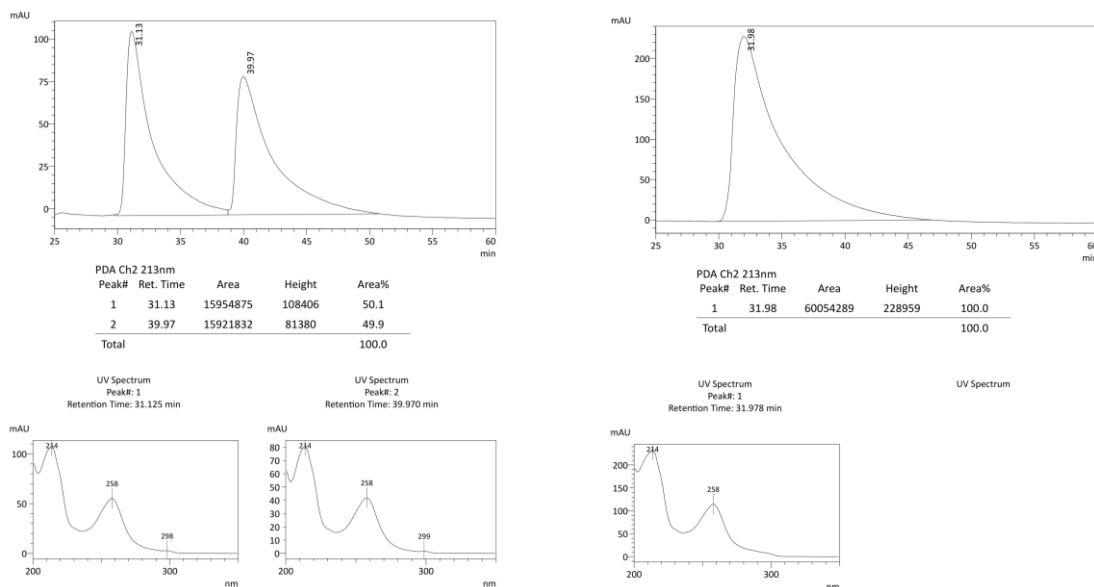 mAU
100
75
50
25
0
31.13
39.97
25 30 35 40 45 50 55 60
min
PDA Ch2 213nm
Peak# Ret. Time Area Height Area%
1 31.13 15954875 108406 50.1
2 39.97 15921832 81380 49.9
Total 100.0
UV Spectrum
Peak#: 1
Retention Time: 31.125 min
mAU
100
50
0
214
258
298
200 300
nm
UV Spectrum
Peak#: 2
Retention Time: 39.970 min
mAU
80
70
60
50
40
30
20
10
0
214
258
299
200 300
nm
mAU
200
150
100
50
0
31.98
25 30 35 40 45 50 55 60
min
PDA Ch2 213nm
Peak# Ret. Time Area Height Area%
1 31.98 60054289 228959 100.0
Total 100.0
UV Spectrum
Peak#: 1
Retention Time: 31.978 min
mAU
200
150
100
50
0
214
258
200 300
nm
UV Spectrum